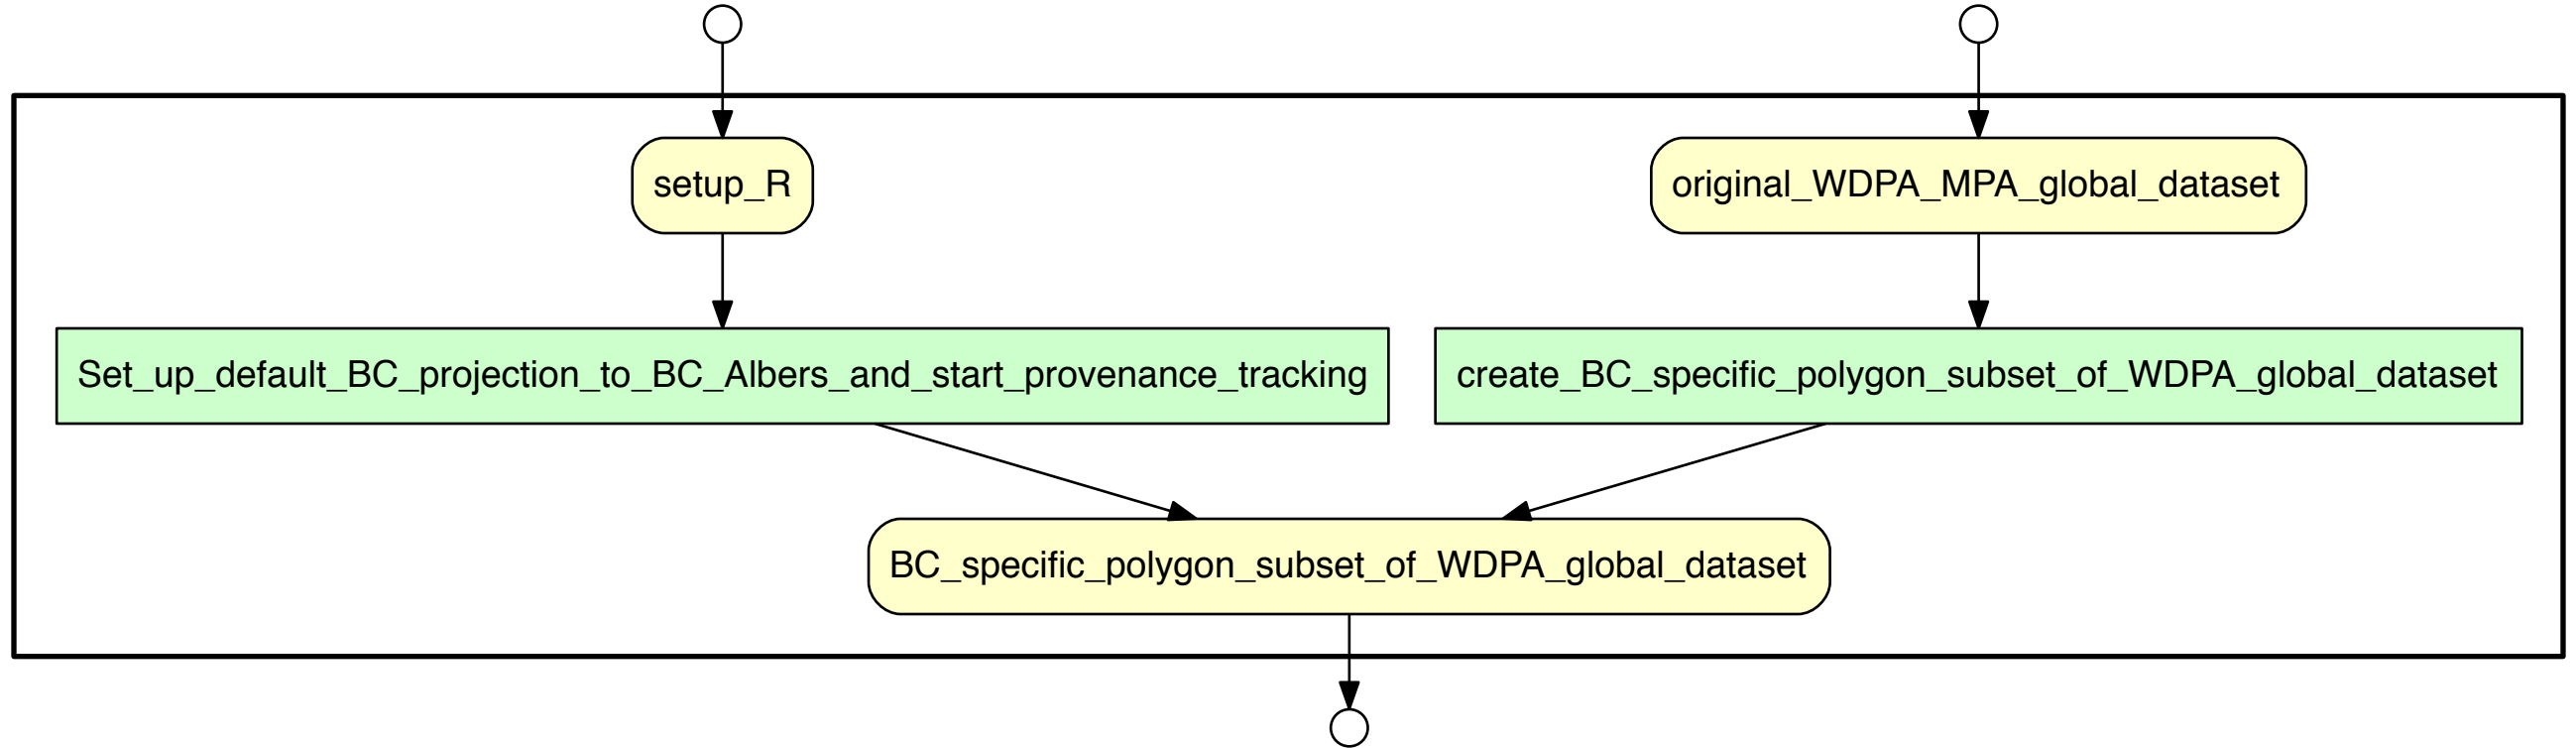 setup_R
original_WDPA_MPA_global_dataset
Set_up_default_BC_projection_to_BC_Albers_and_start_provenance_tracking
create_BC_specific_polygon_subset_of_WDPA_global_dataset
BC_specific_polygon_subset_of_WDPA_global_dataset